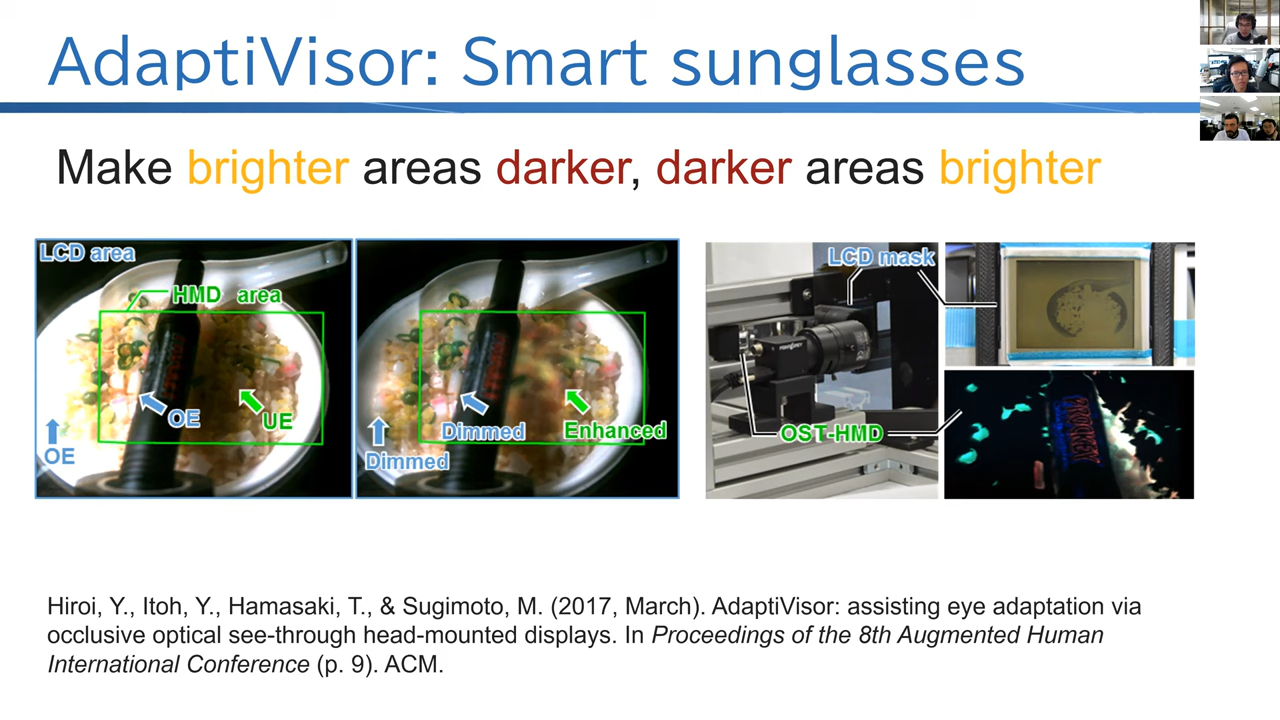 AdaptiVisor: Smart sunglasses
Make brighter areas darker, darker areas brighter
LCD area
HMD area
OE
UE
OE
Dimmed
Enhanced
Dimmed
LCD mask
OST-HMD
Hiroi, Y., Itoh, Y., Hamasaki, T., & Sugimoto, M. (2017, March). AdaptiVisor: assisting eye adaptation via
occlusive optical see-through head-mounted displays. In Proceedings of the 8th Augmented Human
International Conference (p. 9). ACM.